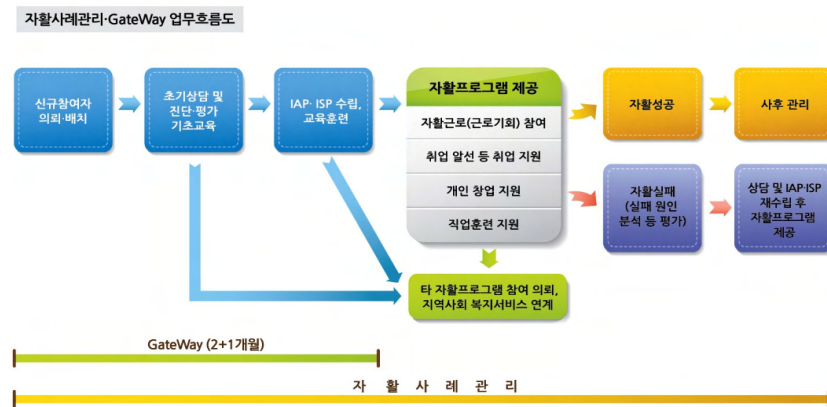 자활사례관리·GateWay 업무흐름도
신규참여자
의뢰·배치
초기상담 및
진단·평가
기초교육
IAP· ISP 수립,
교육훈련
자활프로그램 제공
자활근로(근로기회) 참여
취업 알선 등 취업 지원
개인 창업 지원
직업훈련 지원
자활성공
사후 관리
자활실패
(실패 원인
분석 등 평가)
상담 및 IAP·ISP
재수립 후
자활프로그램
제공
타 자활프로그램 참여 의뢰,
지역사회 복지서비스 연계
GateWay (2+1개월)
자 활 사 례 관 리